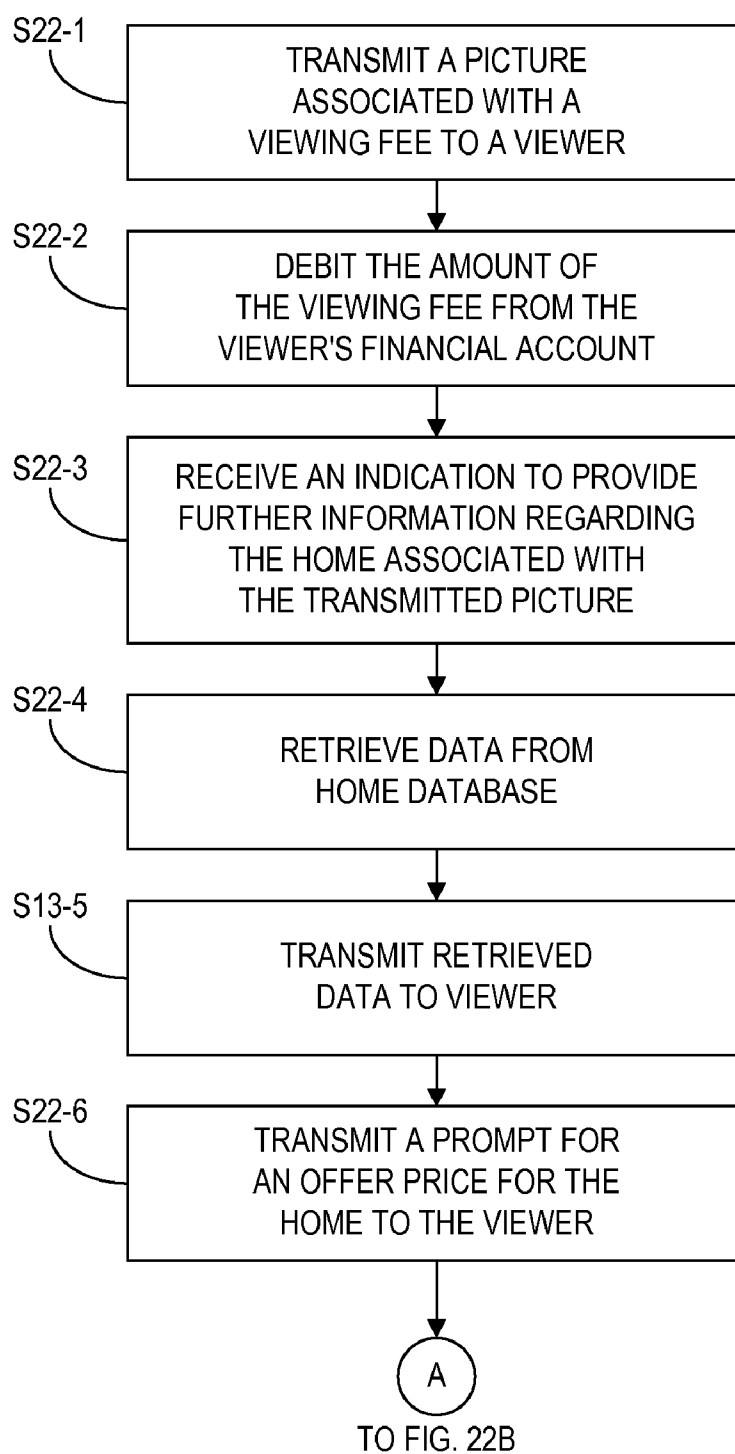 S22-1
TRANSMIT A PICTURE
ASSOCIATED WITH A
VIEWING FEE TO A VIEWER
S22-2
DEBIT THE AMOUNT OF
THE VIEWING FEE FROM THE
VIEWER'S FINANCIAL ACCOUNT
S22-3
RECEIVE AN INDICATION TO PROVIDE
FURTHER INFORMATION REGARDING
THE HOME ASSOCIATED WITH
THE TRANSMITTED PICTURE
S22-4
RETRIEVE DATA FROM
HOME DATABASE
S13-5
TRANSMIT RETRIEVED
DATA TO VIEWER
S22-6
TRANSMIT A PROMPT FOR
AN OFFER PRICE FOR THE
HOME TO THE VIEWER
A
TO FIG. 22B